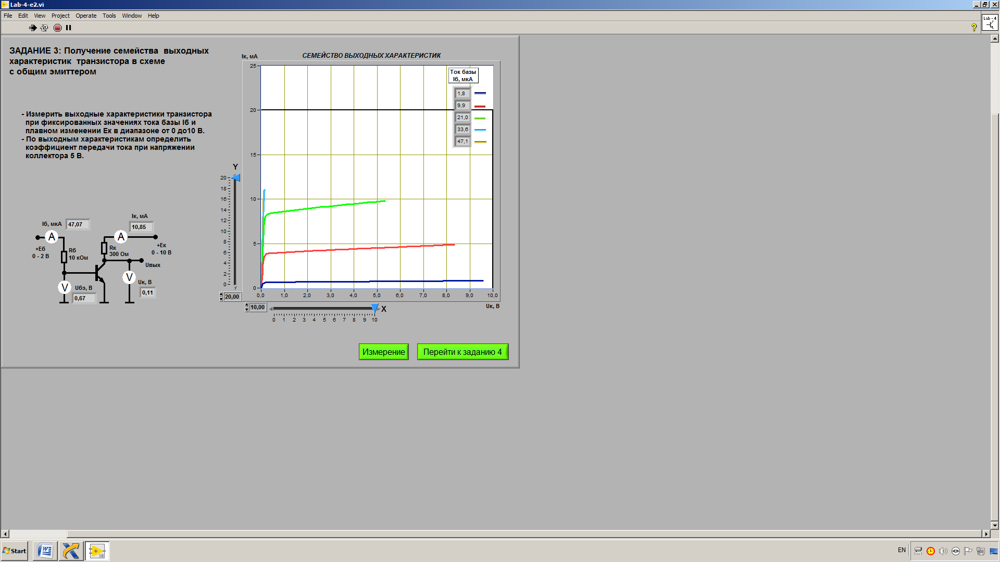 Lab-4-e2.vi
File Edit View Project Operate Tools Window Help
Lab - 4
ЗАДАНИЕ 3: Получение семейства выходных
характеристик транзистора в схеме
с общим эмиттером
- Измерить выходные характеристики транзистора
при фиксированных значениях тока базы Iб и
плавном изменении Ек в диапазоне от 0 до10 В.
- По выходным характеристикам определить
коэффициент передачи тока при напряжении
коллектора 5 В.
Iк, мА
СЕМЕЙСТВО ВЫХОДНЫХ ХАРАКТЕРИСТИК
25
20
15
10
5
0
0,0 1,0 2,0 3,0 4,0 5,0 6,0 7,0 8,0 9,0 10,0
Uк, В
Ток базы
Iб, мкА
1,8
9,9
21,0
33,6
47,1
Y
20
18
16
14
12
10
8
6
4
2
0
20,00
10,00
X
0 1 2 3 4 5 6 7 8 9 10
Iб, мкА 47,07
Iк, мА
10,85
A
A
+Еб
0 - 2 В
Rб
10 кОм
Rк
300 Ом
+Ек
0 - 10 В
Uвых
V
V
Uбэ, В
0,67
Uк, В
0,11
Измерение
Перейти к заданию 4
Start
18
EN